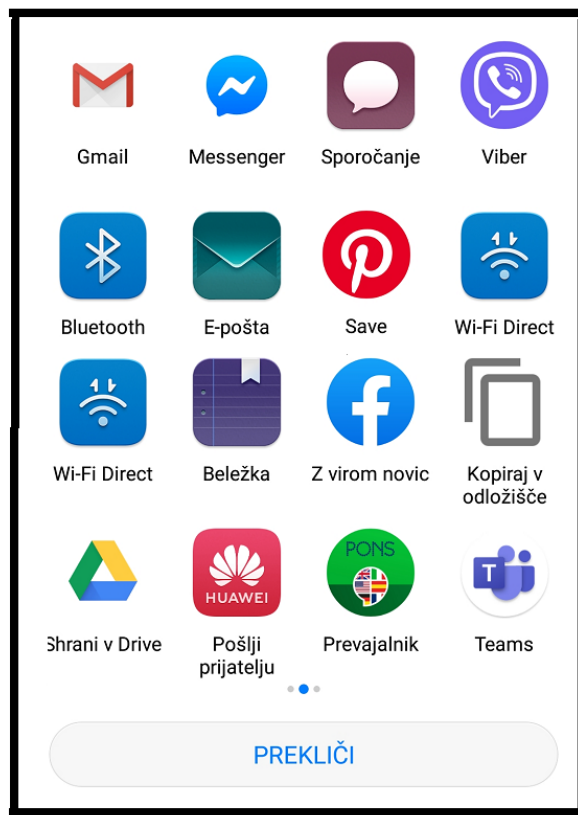 Gmail Messenger Sporočanje Viber
Bluetooth E-pošta Save Wi-Fi Direct
Wi-Fi Direct Beležka Z virom novic Kopiraj v
odložišče
HUAWEI PONS T
Shrani v Drive Pošlji Prevajalnik Teams
prijatelju
PREKLIČI